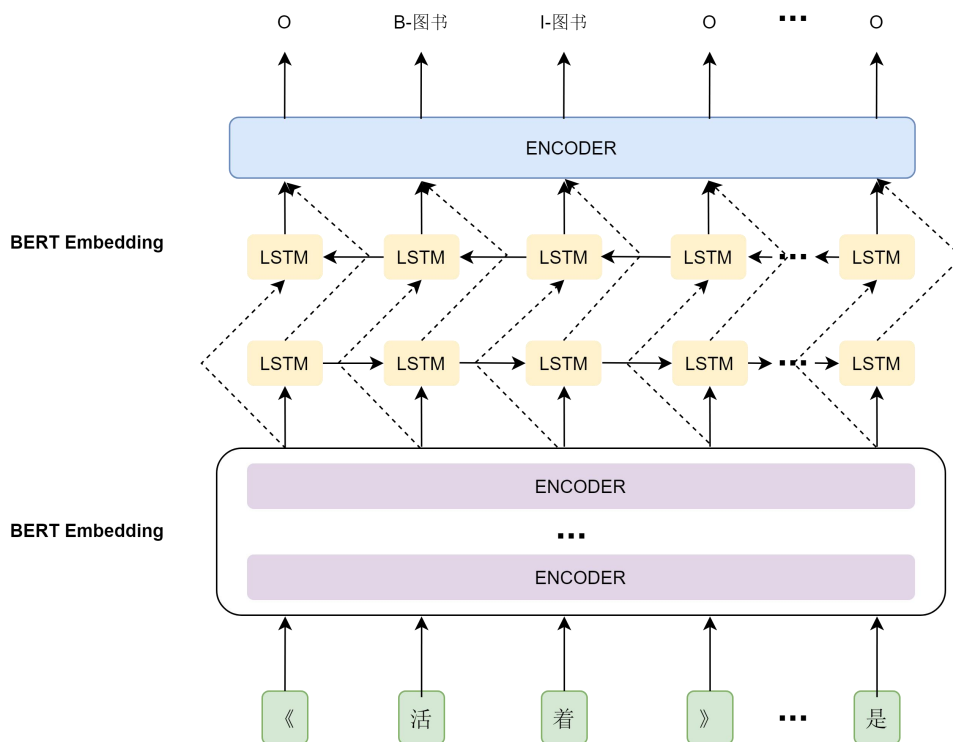 O B-图书 I-图书 O ... O
ENCODER
BERT Embedding
LSTM LSTM LSTM LSTM ... LSTM
LSTM LSTM LSTM LSTM ... LSTM
ENCODER
BERT Embedding
...
ENCODER
《 活 着 》 ... 是